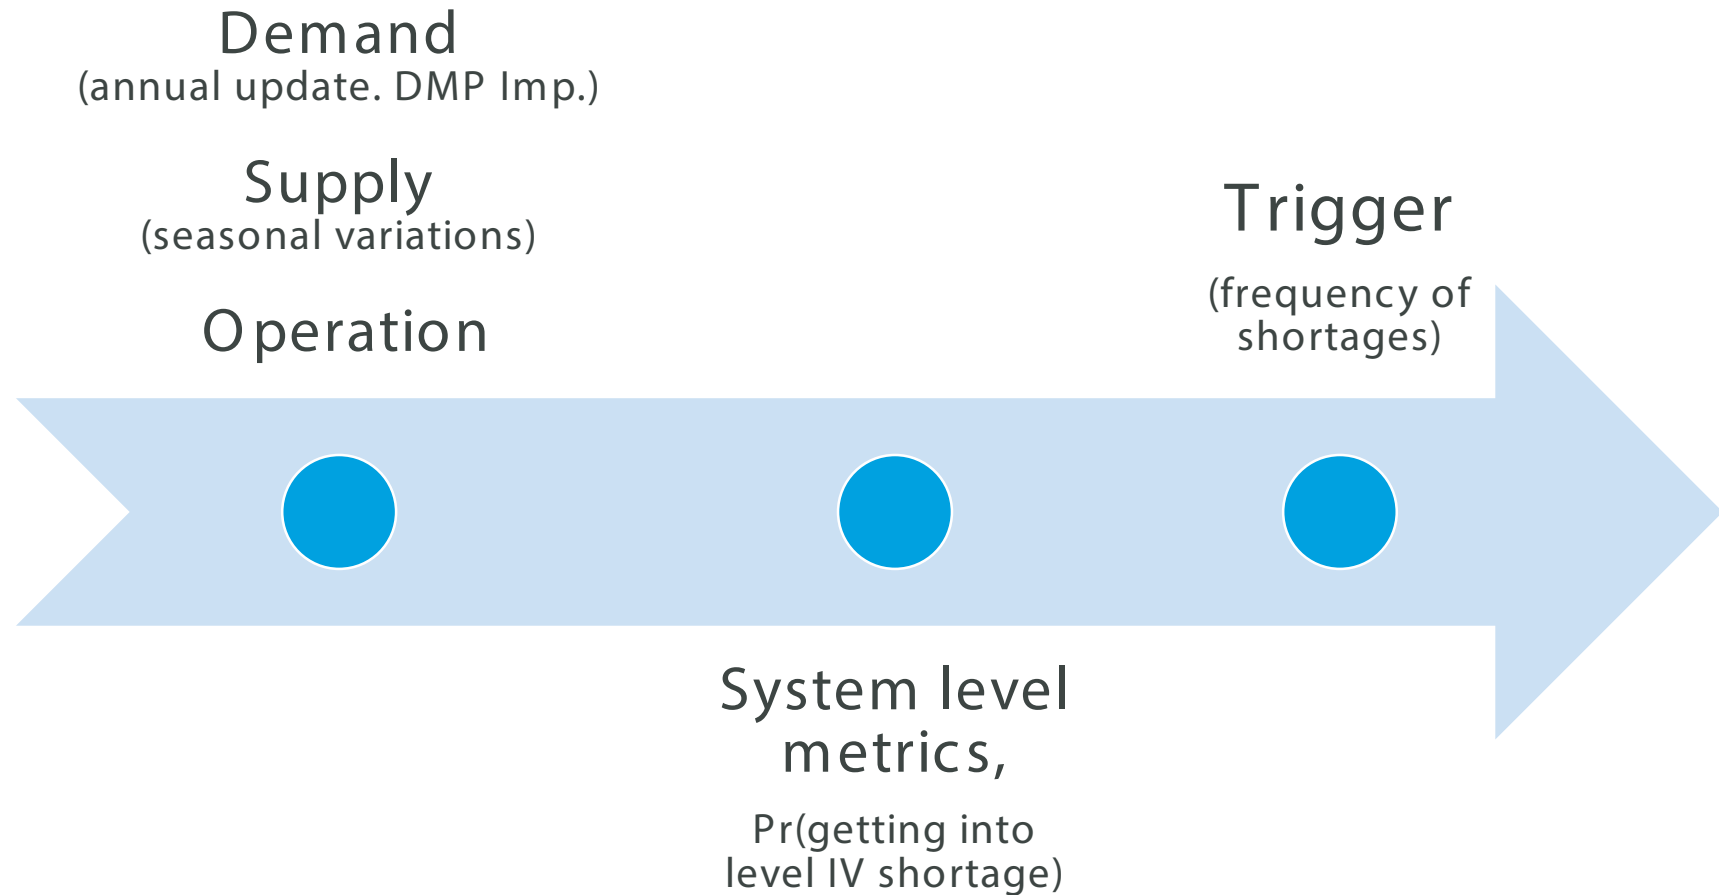 Demand
(annual update. DMP Imp.)
Supply
(seasonal variations)
Operation
System level
metrics,
Pr(getting into
level IV shortage)
Trigger
(frequency of
shortages)